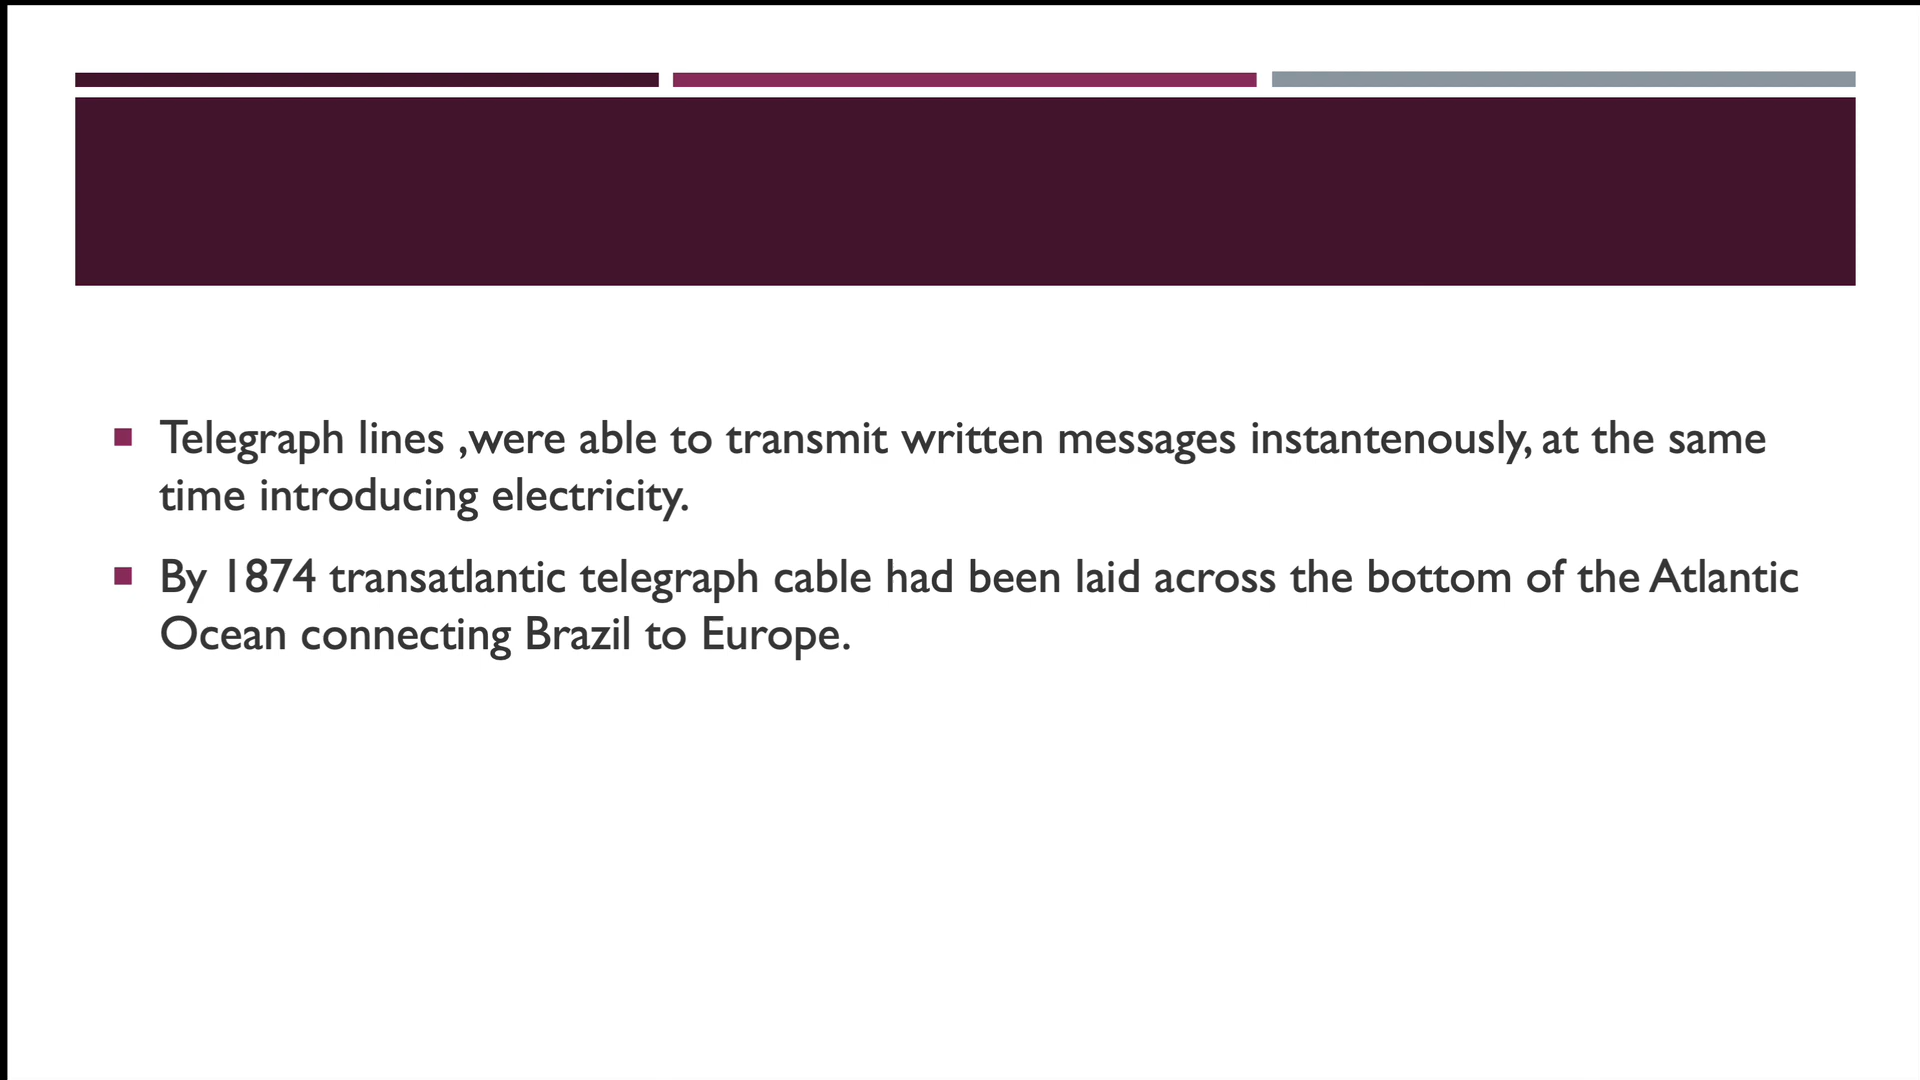 Telegraph lines ,were able to transmit written messages instantenously, at the same
time introducing electricity.
By 1874 transatlantic telegraph cable had been laid across the bottom of the Atlantic
Ocean connecting Brazil to Europe.